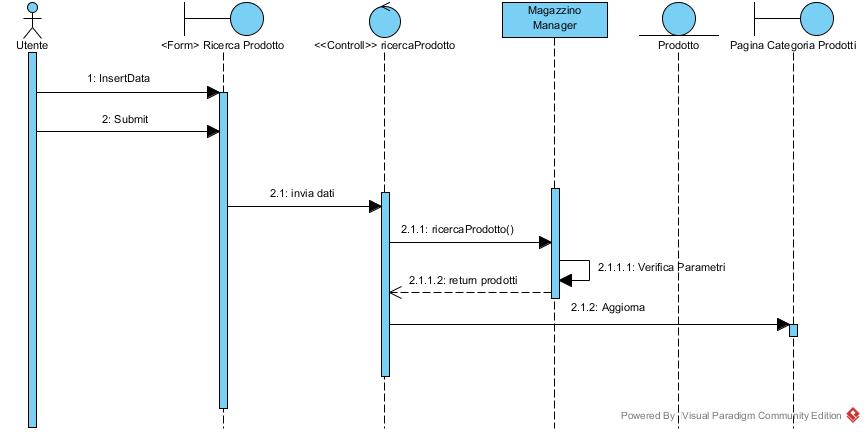 Utente
<Form> Ricerca Prodotto
<<Controll>> ricercaProdotto
Magazzino
Manager
Prodotto
Pagina Categoria Prodotti
1: InsertData
2: Submit
2.1: invia dati
2.1.1: ricercaProdotto()
2.1.1.1: Verifica Parametri
2.1.1.2: return prodotti
2.1.2: Aggiorna
Powered By Visual Paradigm Community Edition